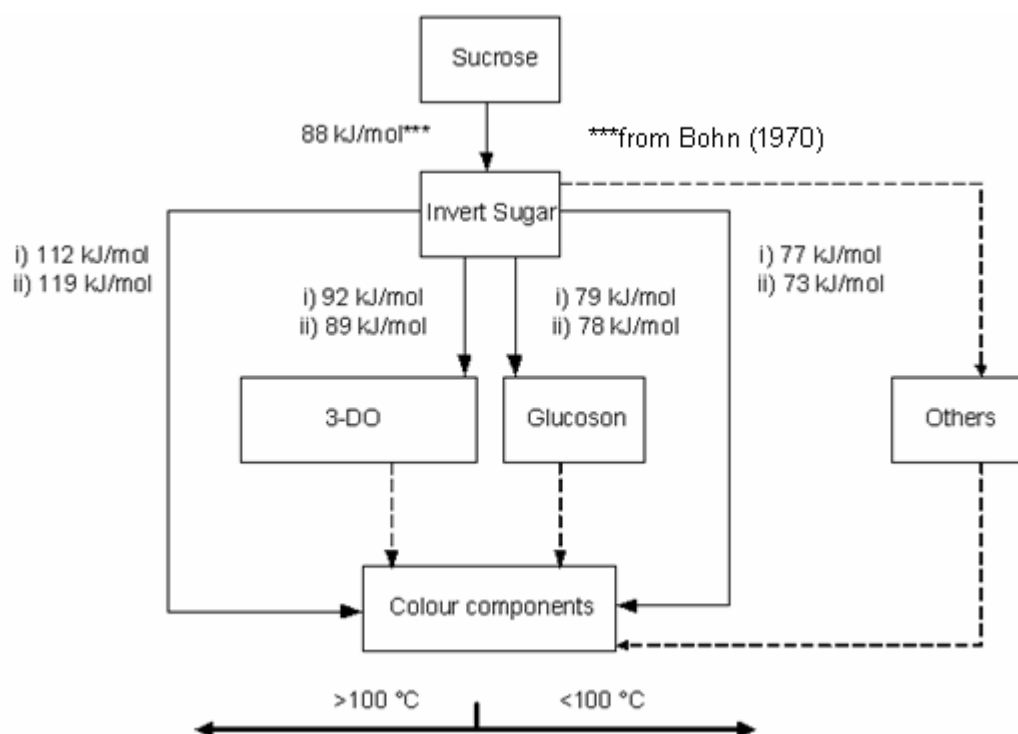 Sucrose
88 kJ/mol***
***from Bohn (1970)
Invert Sugar
i) 112 kJ/mol
ii) 119 kJ/mol
i) 92 kJ/mol
ii) 89 kJ/mol
i) 79 kJ/mol
ii) 78 kJ/mol
i) 77 kJ/mol
ii) 73 kJ/mol
3-DO
Glucoson
Others
Colour components
>100 °C
<100 °C